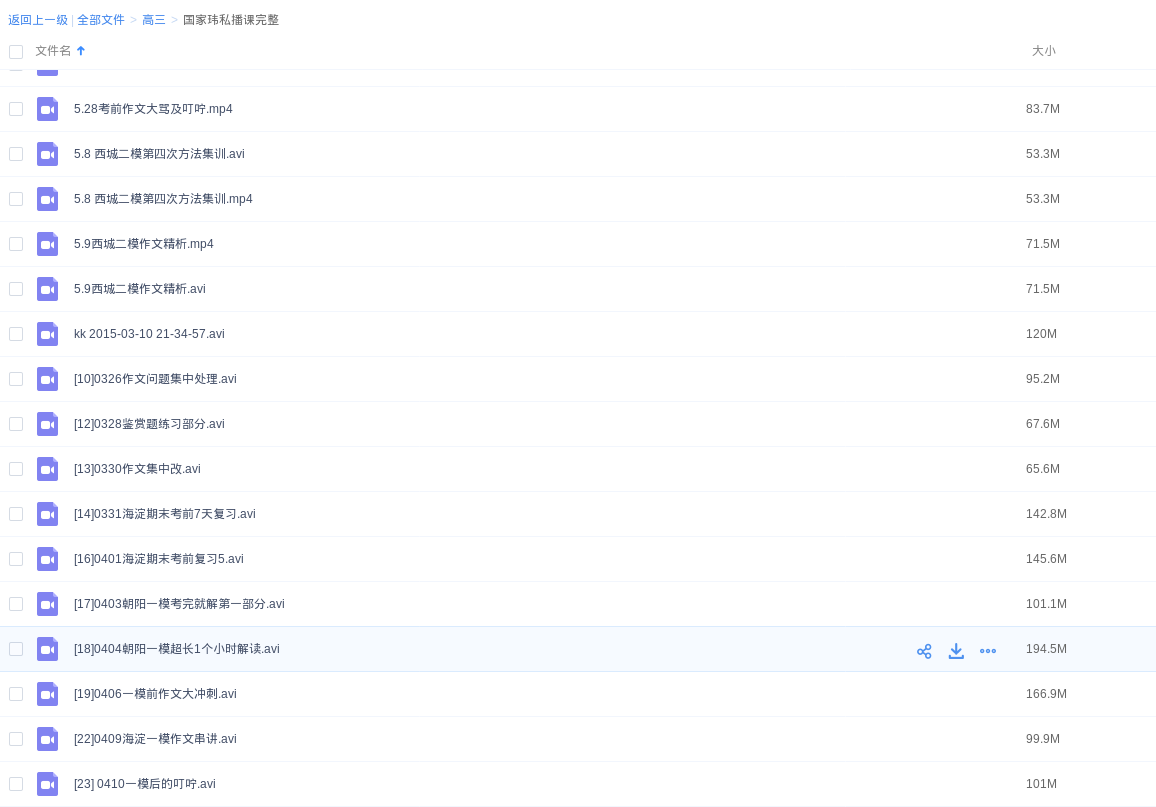 返回上一级 | 全部文件 > 高三 > 国家玮私播课完整
文件名 大小
5.28考前作文大骂及叮咛.mp4 83.7M
5.8 西城二模第四次方法集训.avi 53.3M
5.8 西城二模第四次方法集训.mp4 53.3M
5.9西城二模作文精析.mp4 71.5M
5.9西城二模作文精析.avi 71.5M
kk 2015-03-10 21-34-57.avi 120M
[10]0326作文问题集中处理.avi 95.2M
[12]0328鉴赏题练习部分.avi 67.6M
[13]0330作文集中改.avi 65.6M
[14]0331海淀期末考前7天复习.avi 142.8M
[16]0401海淀期末考前复习5.avi 145.6M
[17]0403朝阳一模考完就解第一部分.avi 101.1M
[18]0404朝阳一模超长1个小时解读.avi 194.5M
[19]0406一模前作文大冲刺.avi 166.9M
[22]0409海淀一模作文串讲.avi 99.9M
[23] 0410一模后的叮咛.avi 101M